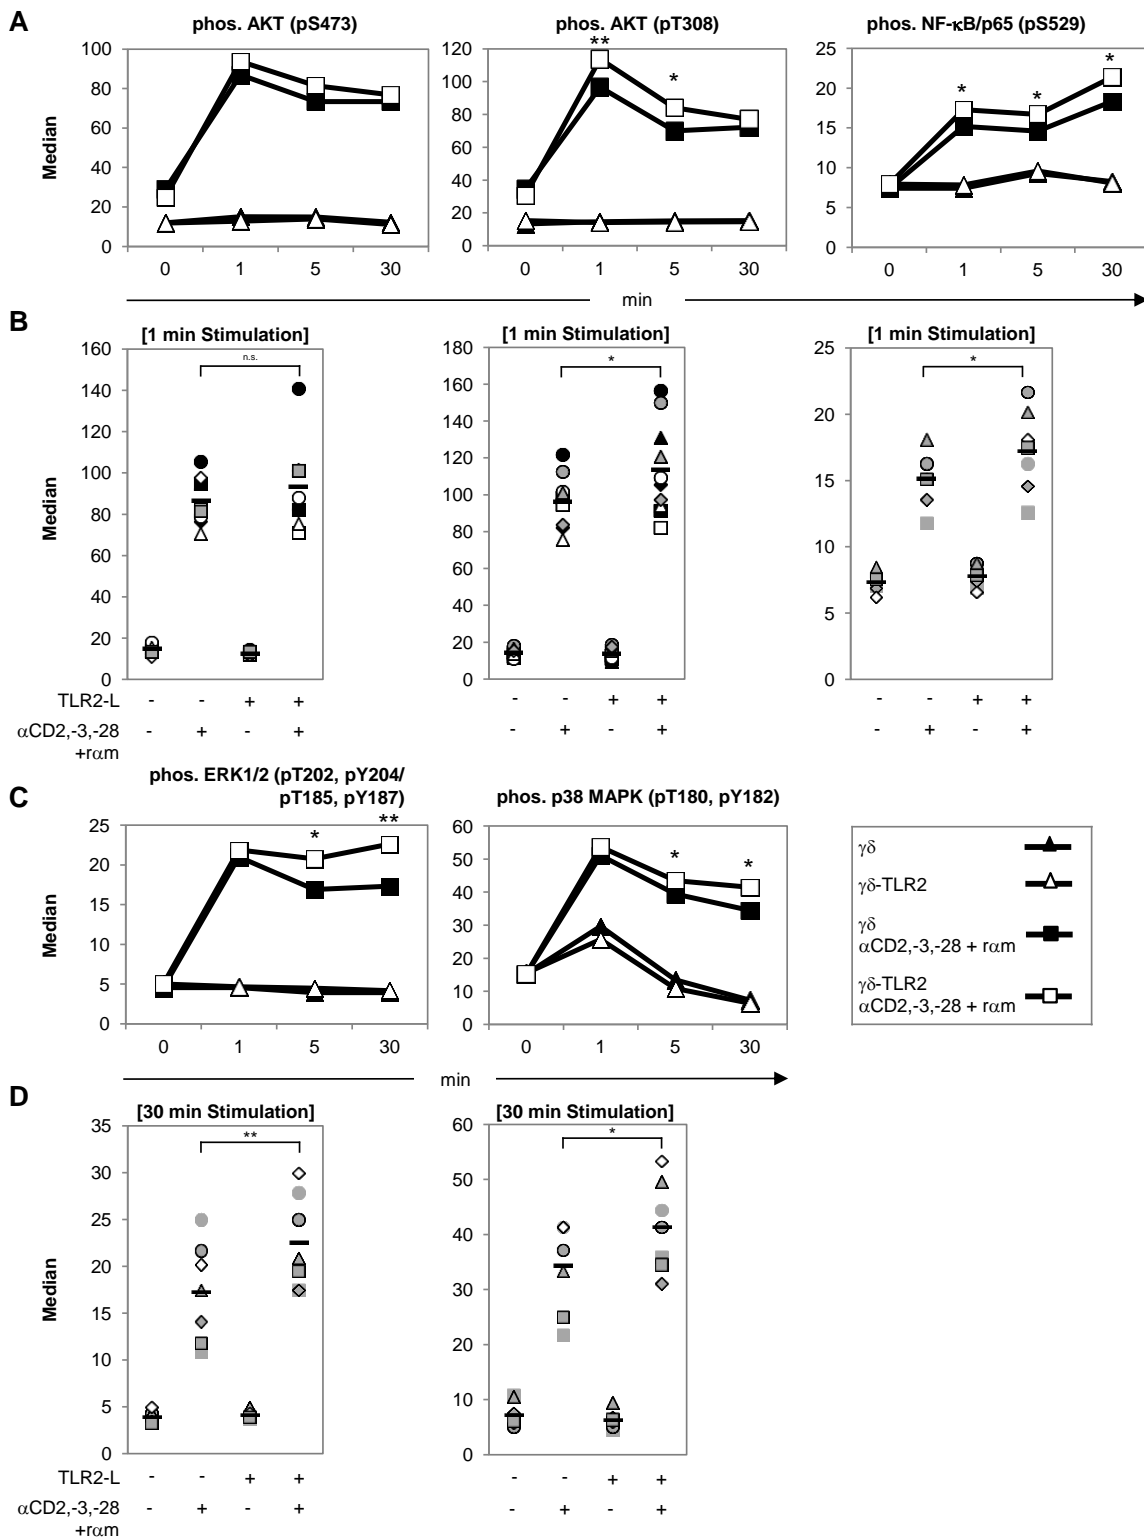 A
phos. AKT (pS473)
phos. AKT (pT308)
phos. NF-κB/p65 (pS529)
Median
100
80
60
40
20
0
0 1 5 30
120
100
80
60
40
20
0
**
*
0 1 5 30
25
20
15
10
5
0
*
*
*
0 1 5 30
min
B
[1 min Stimulation]
[1 min Stimulation]
[1 min Stimulation]
Median
160
140
120
100
80
60
40
20
0
n.s.
180
160
140
120
100
80
60
40
20
0
*
25
20
15
10
5
0
*
TLR2-L - - + + - - + + - - + +
αCD2,-3,-28 - + - + - + - + - + - +
+rαm
C
phos. ERK1/2 (pT202, pY204/
pT185, pY187)
phos. p38 MAPK (pT180, pY182)
Median
25
20
15
10
5
0
*
**
0 1 5 30
60
50
40
30
20
10
0
*
*
0 1 5 30
min
γδ
γδ-TLR2
γδ
αCD2,-3,-28 + rαm
γδ-TLR2
αCD2,-3,-28 + rαm
D
[30 min Stimulation]
[30 min Stimulation]
Median
35
30
25
20
15
10
5
0
**
60
50
40
30
20
10
0
*
TLR2-L - - + + - - + +
αCD2,-3,-28 - + - + - + - +
+rαm